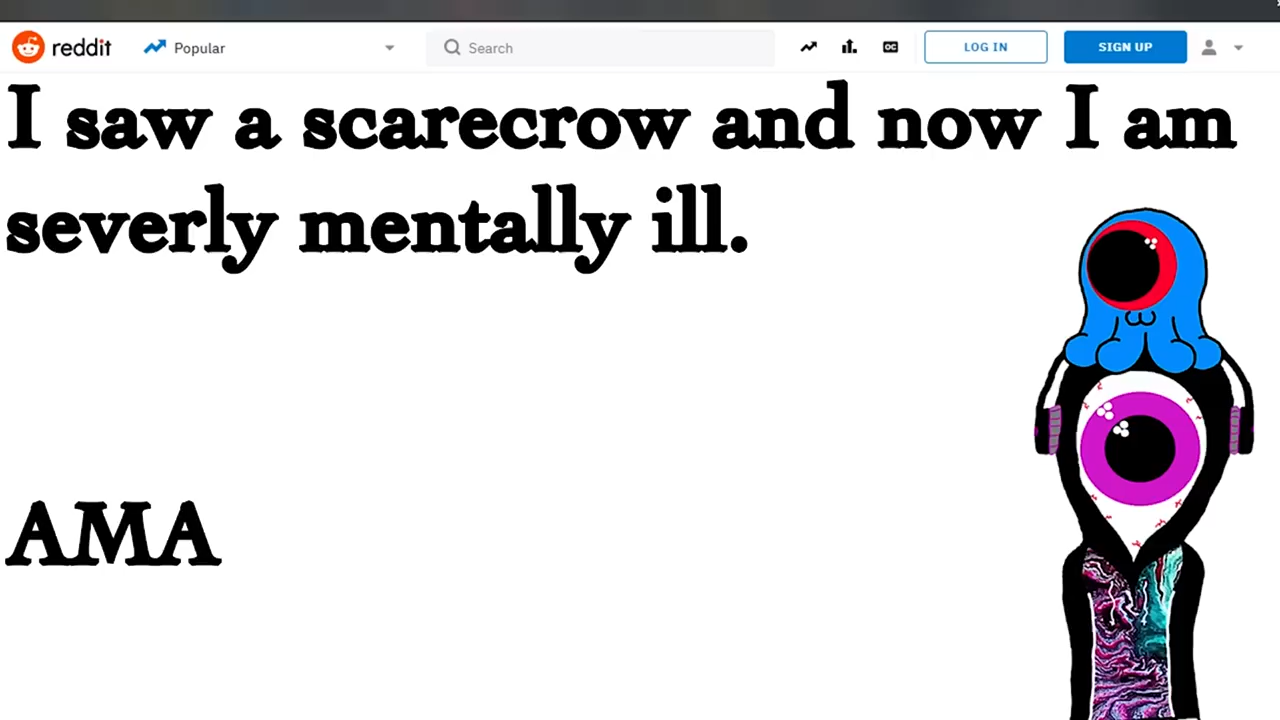 reddit Popular Search LOG IN SIGN UP
I saw a scarecrow and now I am
severly mentally ill.
AMA